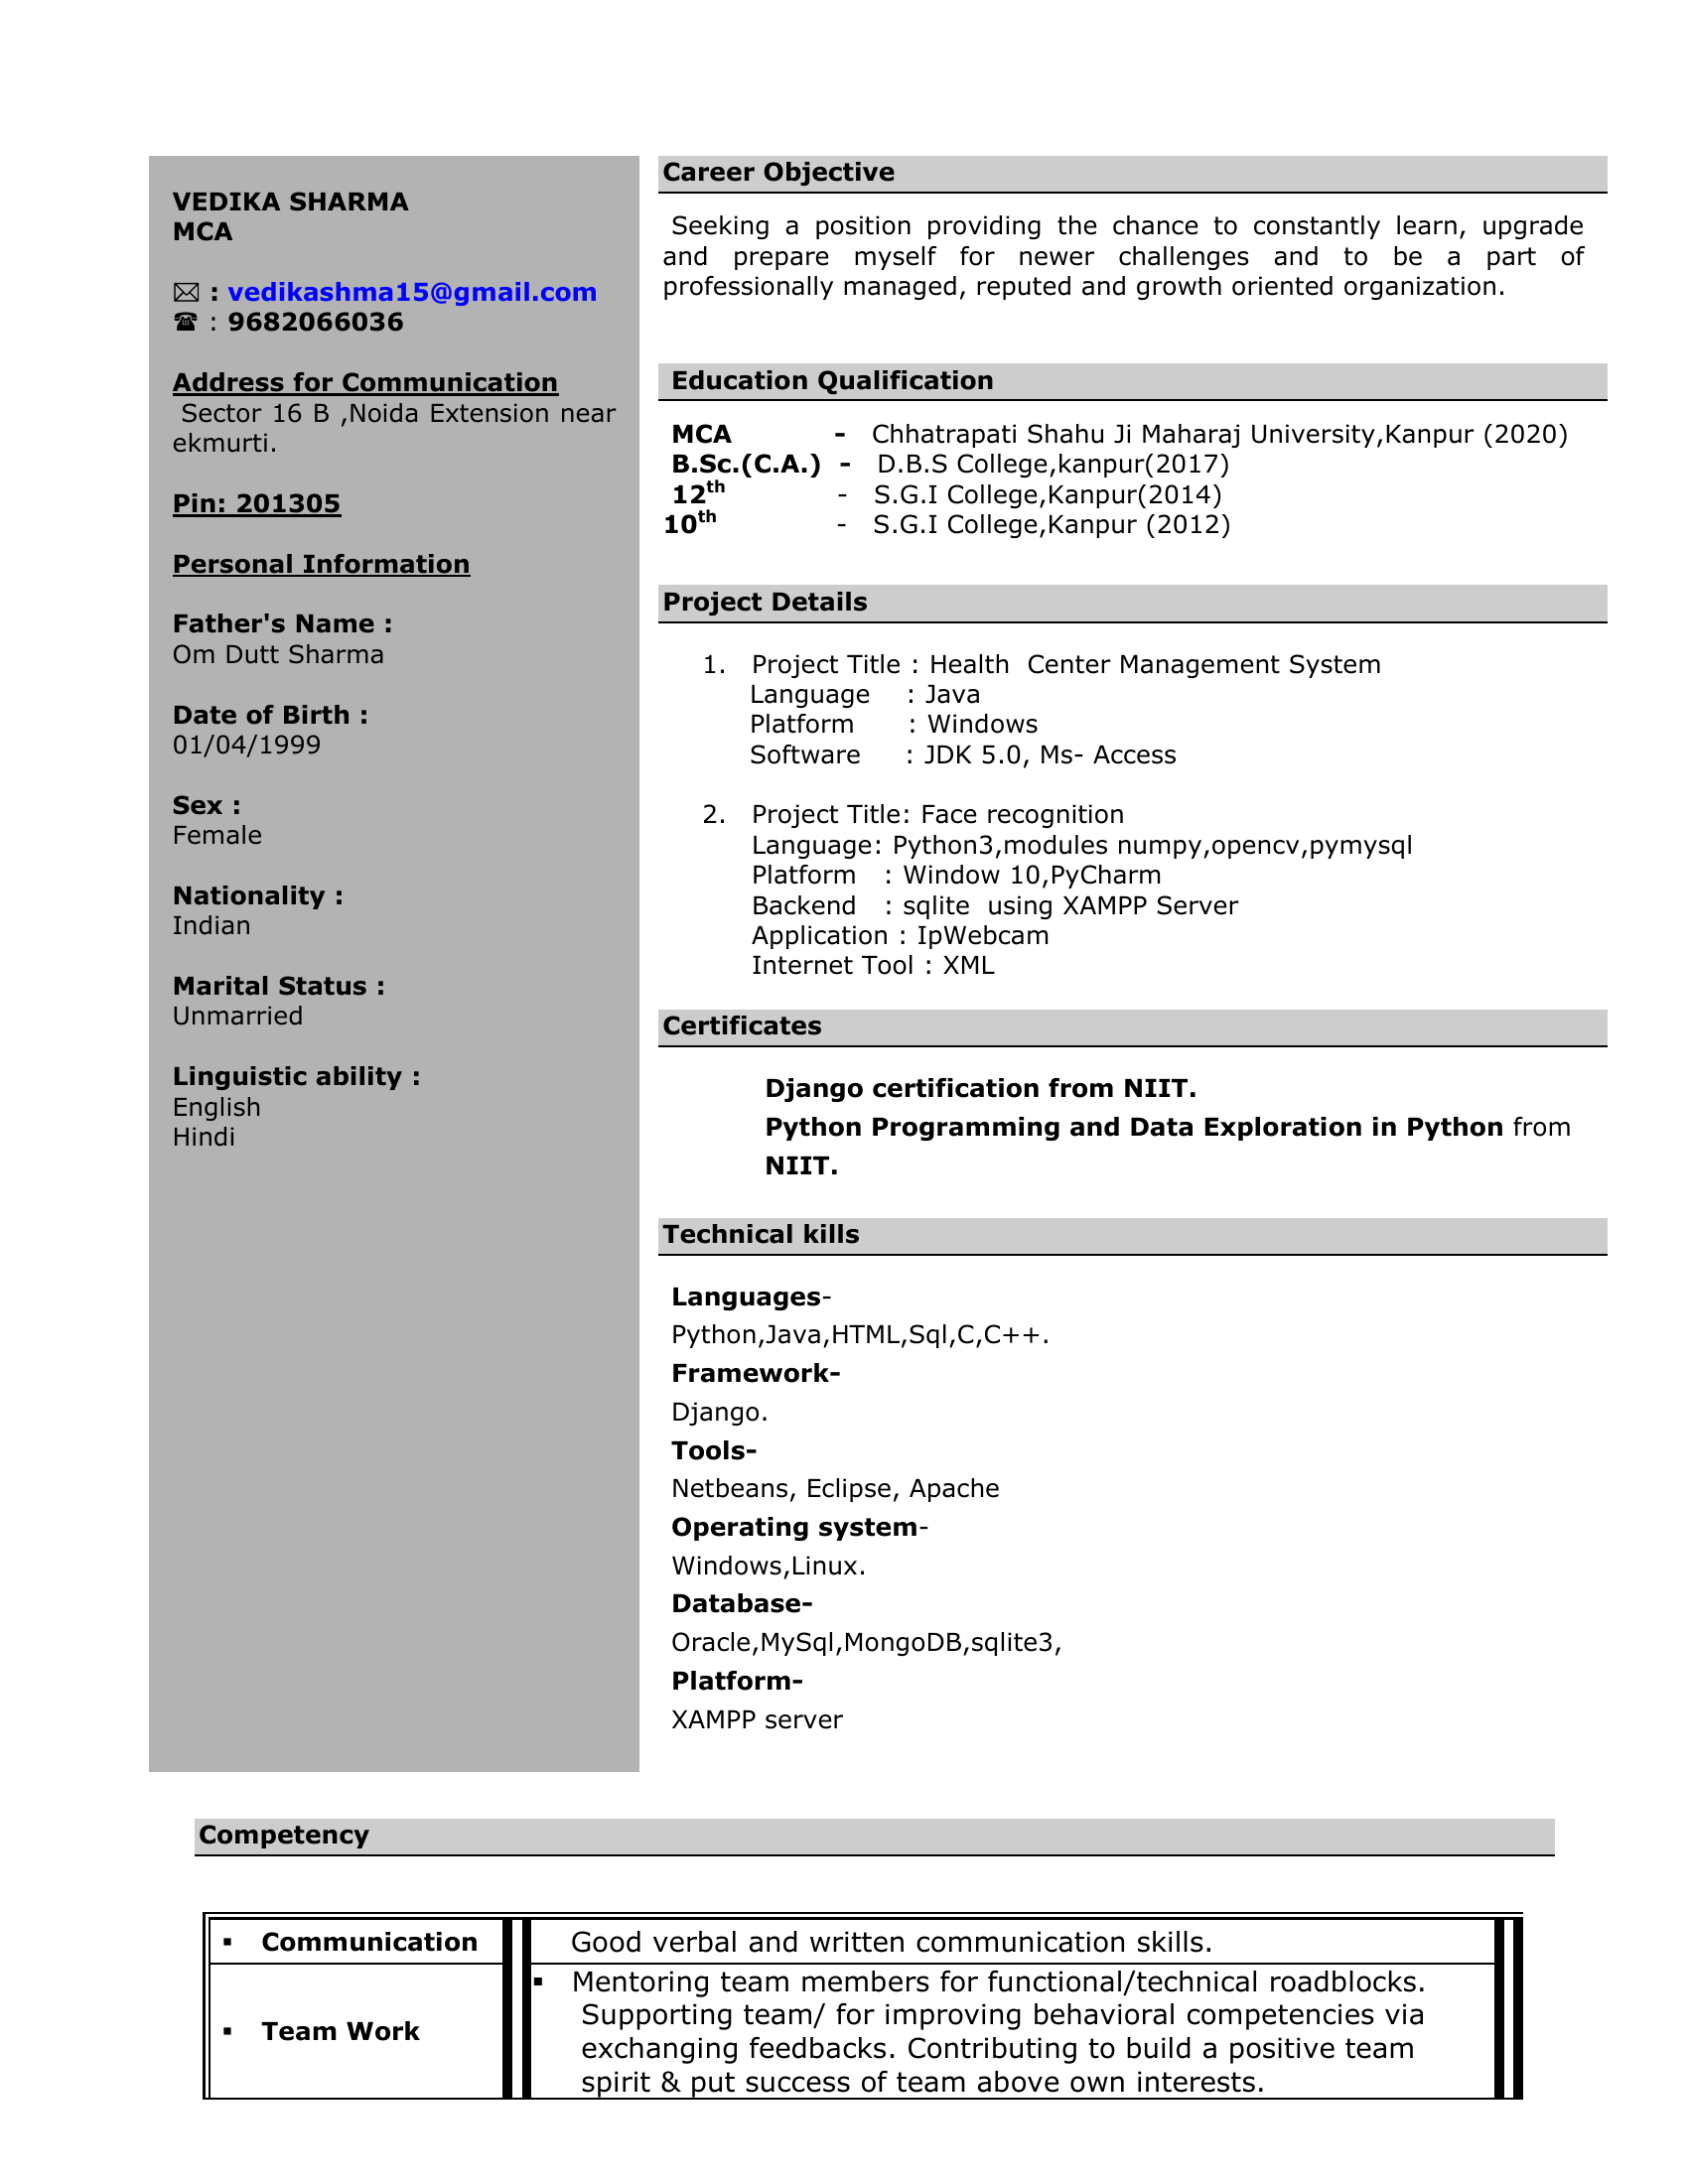 VEDIKA SHARMA
MCA
🖂 : vedikashma15@gmail.com
☎ : 9682066036
Address for Communication
Sector 16 B ,Noida Extension near
ekmurti.
Pin: 201305
Personal Information
Father's Name :
Om Dutt Sharma
Date of Birth :
01/04/1999
Sex :
Female
Nationality :
Indian
Marital Status :
Unmarried
Linguistic ability :
English
Hindi
Career Objective
Seeking a position providing the chance to constantly learn, upgrade
and prepare myself for newer challenges and to be a part of
professionally managed, reputed and growth oriented organization.
Education Qualification
MCA - Chhatrapati Shahu Ji Maharaj University,Kanpur (2020)
B.Sc.(C.A.) - D.B.S College,kanpur(2017)
12th - S.G.I College,Kanpur(2014)
10th - S.G.I College,Kanpur (2012)
Project Details
1. Project Title : Health Center Management System
Language : Java
Platform : Windows
Software : JDK 5.0, Ms- Access
2. Project Title: Face recognition
Language: Python3,modules numpy,opencv,pymysql
Platform : Window 10,PyCharm
Backend : sqlite using XAMPP Server
Application : IpWebcam
Internet Tool : XML
Certificates
Django certification from NIIT.
Python Programming and Data Exploration in Python from
NIIT.
Technical kills
Languages-
Python,Java,HTML,Sql,C,C++.
Framework-
Django.
Tools-
Netbeans, Eclipse, Apache
Operating system-
Windows,Linux.
Database-
Oracle,MySql,MongoDB,sqlite3,
Platform-
XAMPP server
Competency
▪ Communication
Good verbal and written communication skills.
▪ Team Work
▪ Mentoring team members for functional/technical roadblocks.
Supporting team/ for improving behavioral competencies via
exchanging feedbacks. Contributing to build a positive team
spirit & put success of team above own interests.